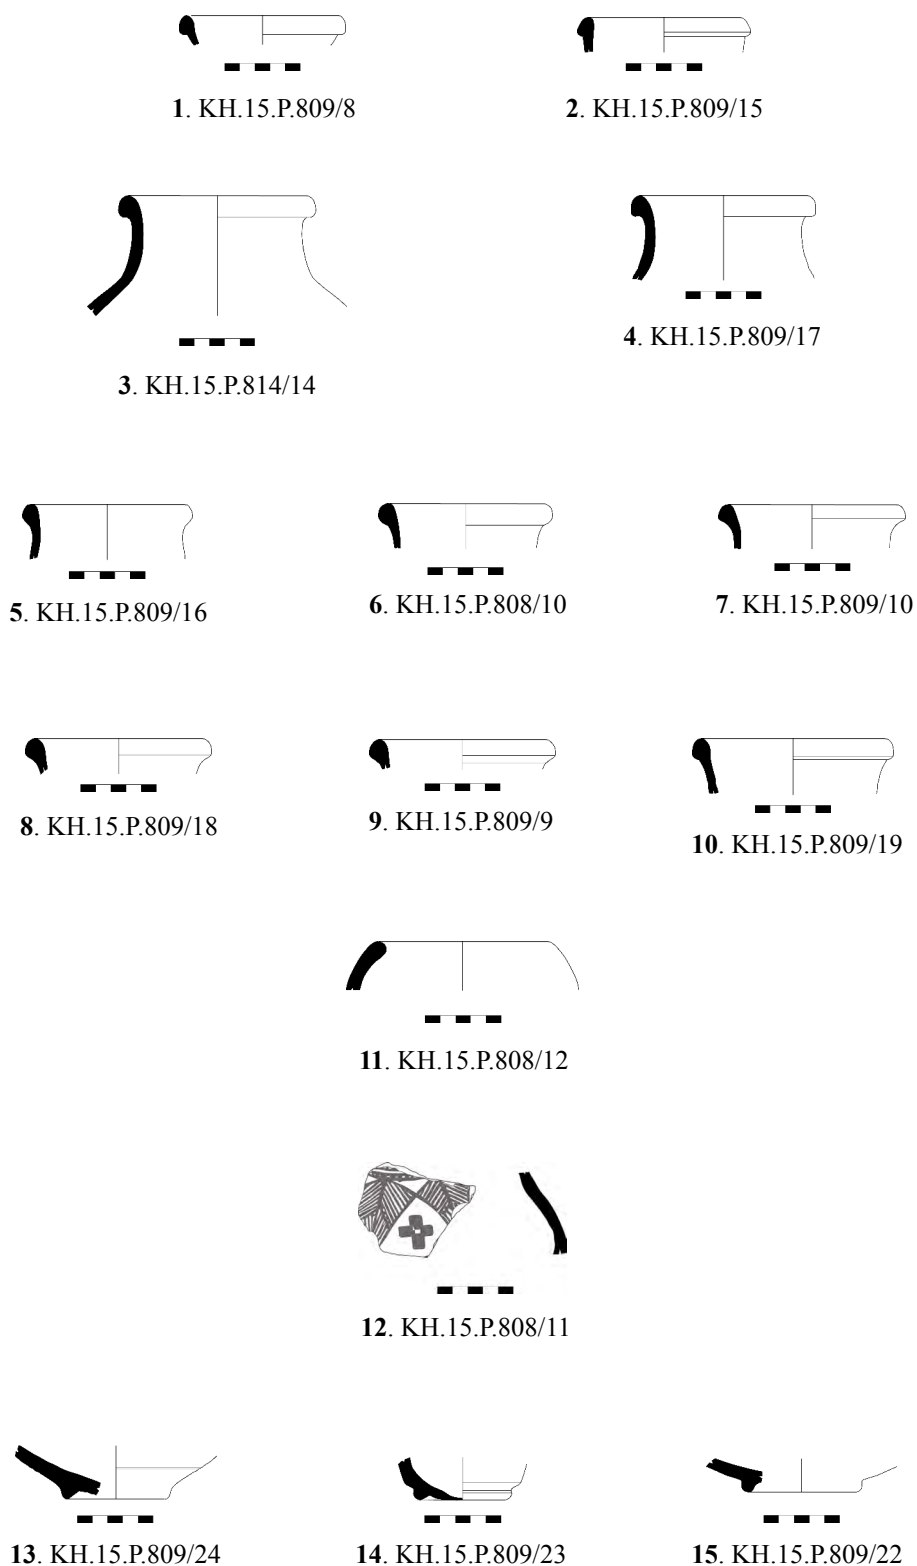 1. KH.15.P.809/8
2. KH.15.P.809/15
3. KH.15.P.814/14
4. KH.15.P.809/17
5. KH.15.P.809/16
6. KH.15.P.808/10
7. KH.15.P.809/10
8. KH.15.P.809/18
9. KH.15.P.809/9
10. KH.15.P.809/19
11. KH.15.P.808/12
12. KH.15.P.808/11
13. KH.15.P.809/24
14. KH.15.P.809/23
15. KH.15.P.809/22